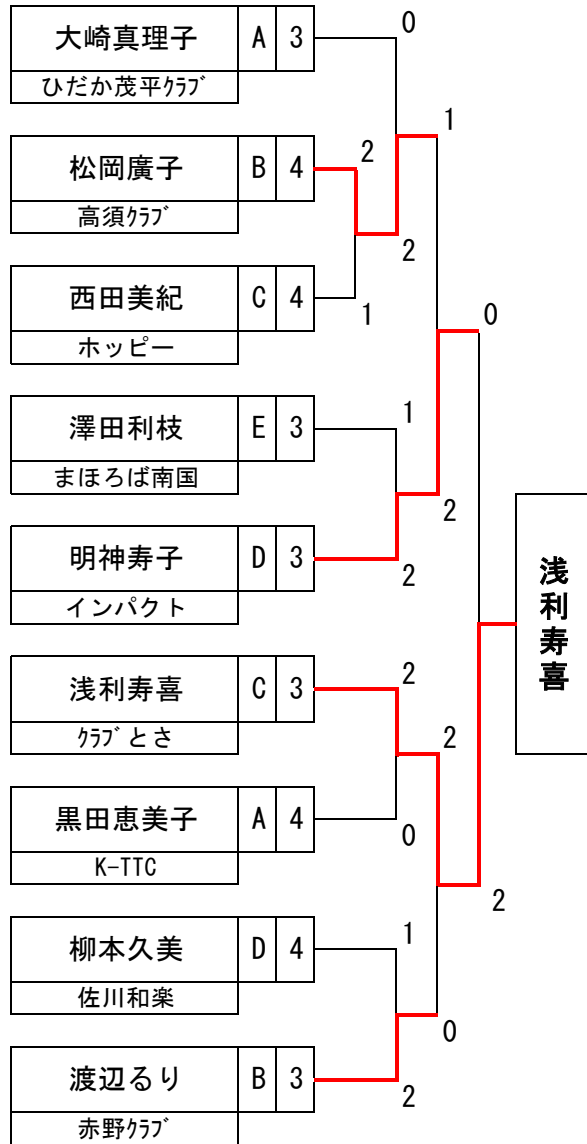 大崎真理子 A 3 0
ひだか茂平ｸﾗﾌﾞ
1
松岡廣子 B 4 2
高須ｸﾗﾌﾞ
2
西田美紀 C 4 1
ホッピー
0
澤田利枝 E 3 1
まほろば南国
2
明神寿子 D 3 2
インパクト
浅利寿喜
浅利寿喜 C 3 2
ｸﾗﾌﾞとさ
2
黒田恵美子 A 4 0
K-TTC
2
柳本久美 D 4 1
佐川和楽
0
渡辺るり B 3 2
赤野ｸﾗﾌﾞ